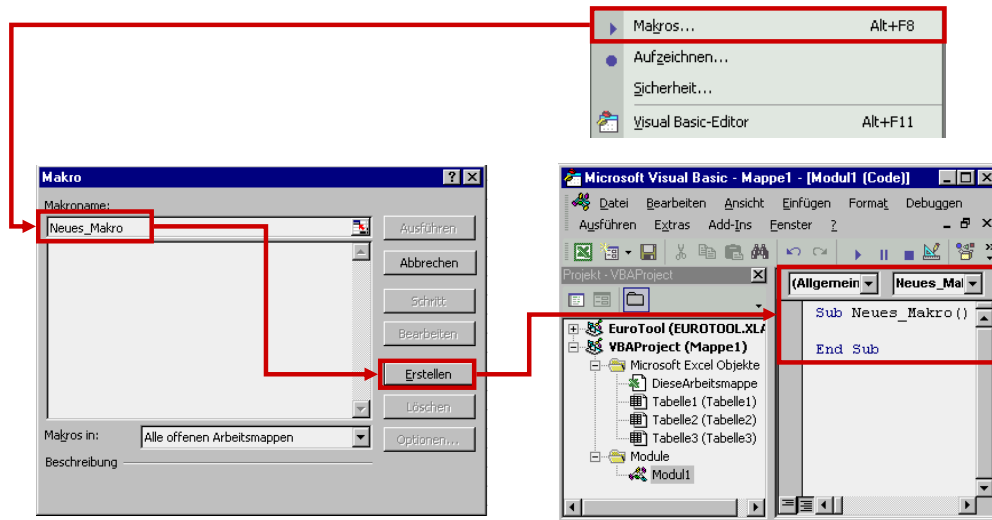 Makros... Alt+F8
Aufzeichnen...
Sicherheit...
Visual Basic-Editor Alt+F11
Makro
Makroname:
Neues_Makro
Ausführen
Abbrechen
Schritt
Bearbeiten
Erstellen
Löschen
Makros in: Alle offenen Arbeitsmappen Optionen...
Beschreibung
Microsoft Visual Basic - Mappe1 - [Modul1 (Code)]
Datei Bearbeiten Ansicht Einfügen Format Debuggen
Ausführen Extras Add-Ins Fenster ?
Projekt - VBAProject
EuroTool (EUROTOOL.XLA
VBAProject (Mappe1)
Microsoft Excel Objekte
DieseArbeitsmappe
Tabelle1 (Tabelle1)
Tabelle2 (Tabelle2)
Tabelle3 (Tabelle3)
Module
Modul1
(Allgemein Neues_Mal
Sub Neues_Makro()
End Sub